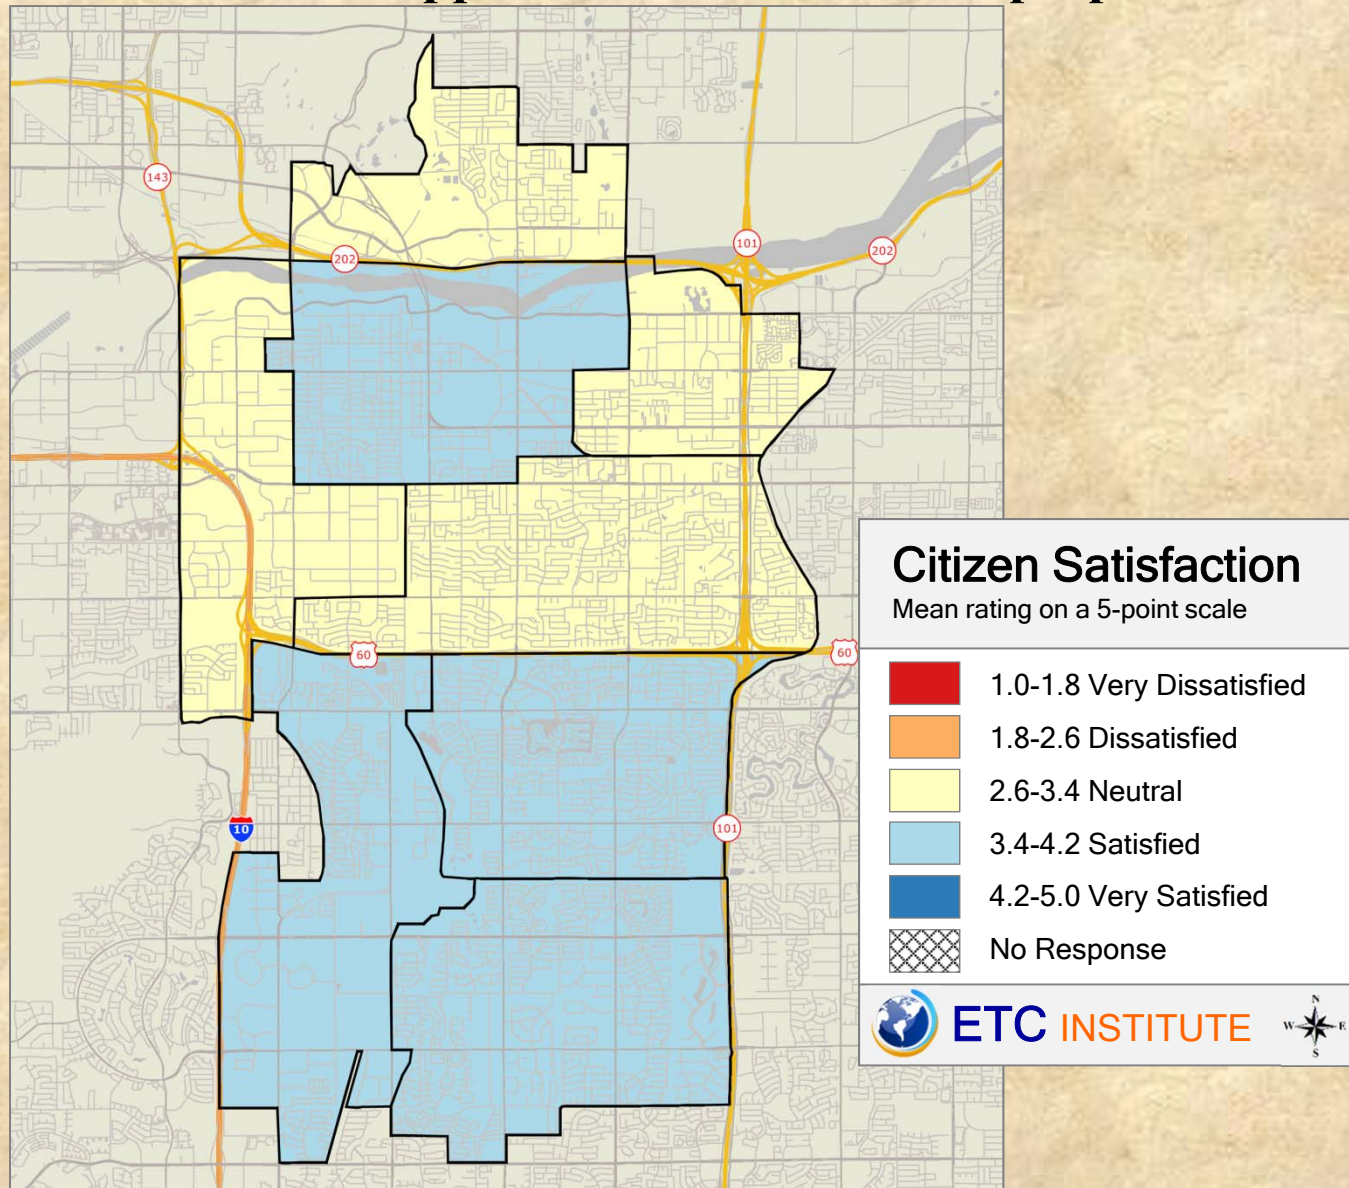 143
202
101
202
60
60
10
101
Citizen Satisfaction
Mean rating on a 5-point scale
1.0-1.8 Very Dissatisfied
1.8-2.6 Dissatisfied
2.6-3.4 Neutral
3.4-4.2 Satisfied
4.2-5.0 Very Satisfied
No Response
ETC INSTITUTE
N
W E
S